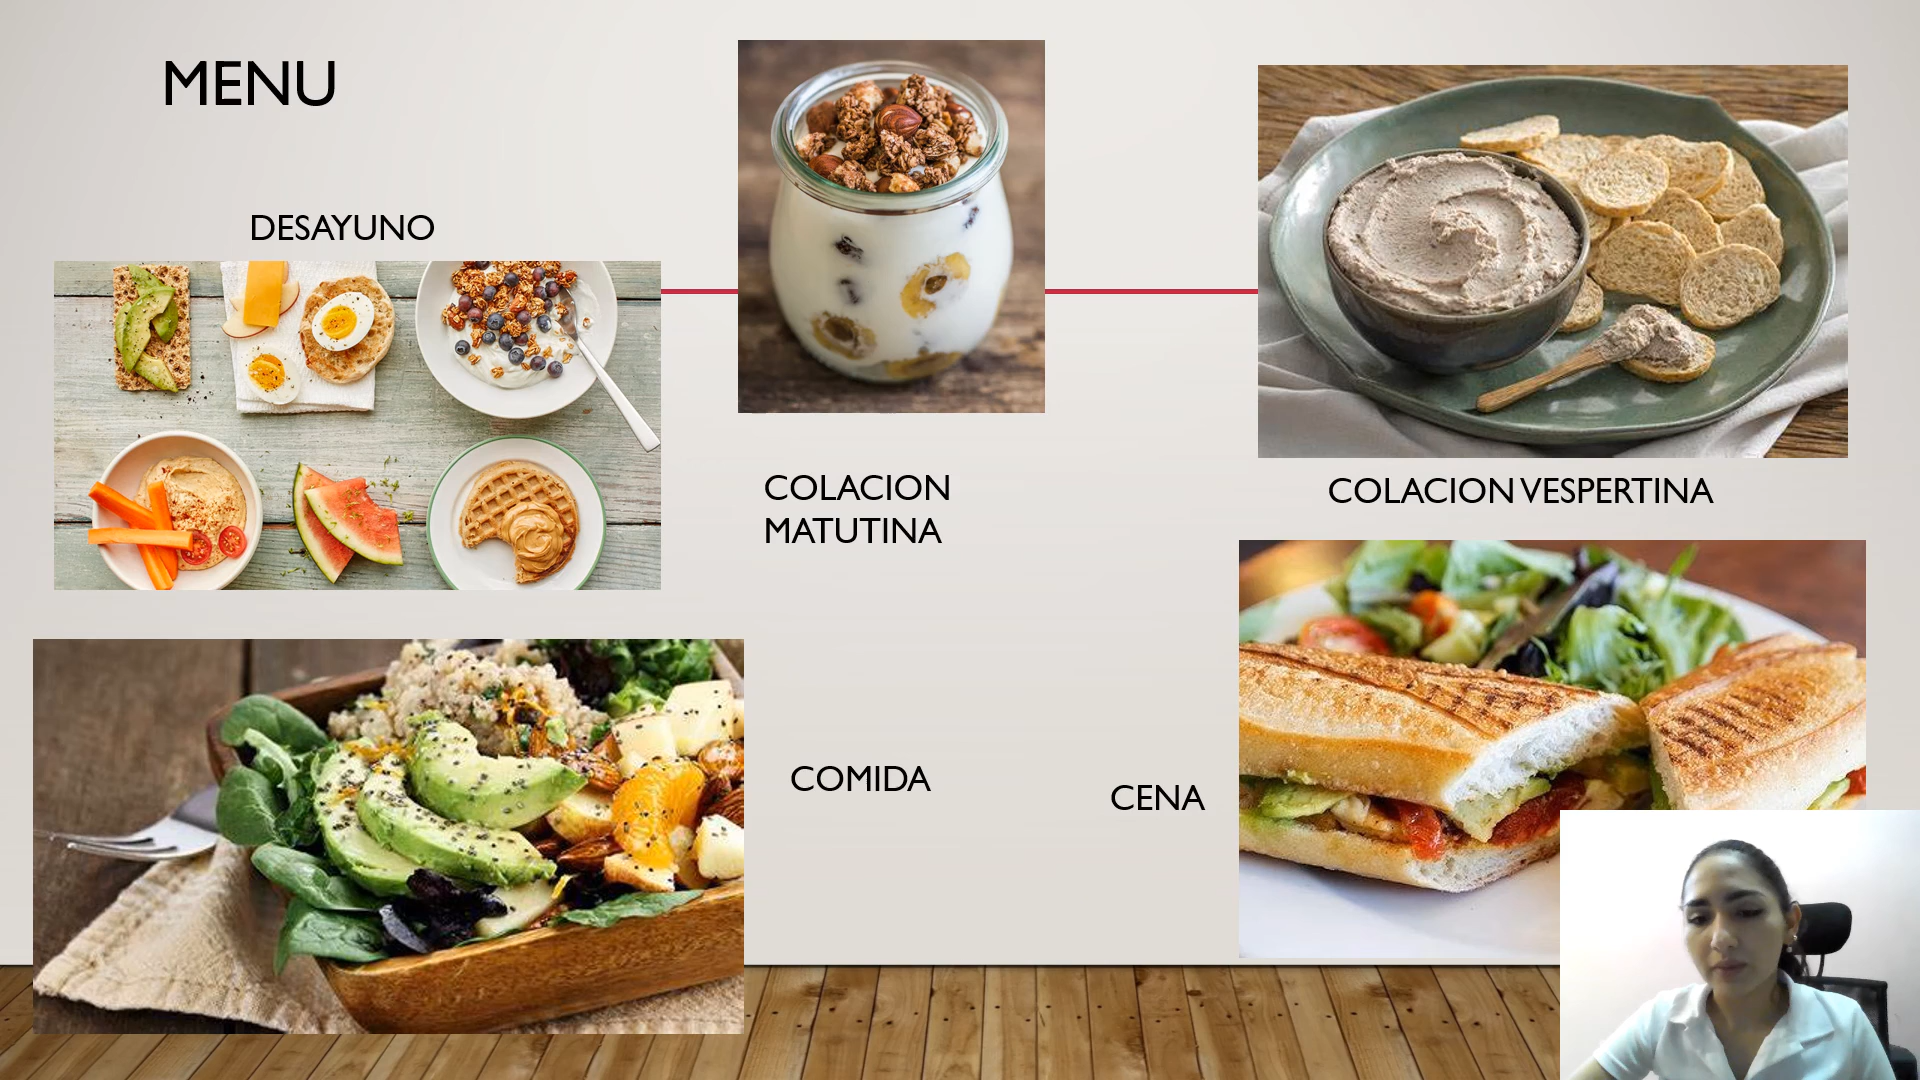 MENU
DESAYUNO
COLACION
MATUTINA
COLACION VESPERTINA
COMIDA
CENA